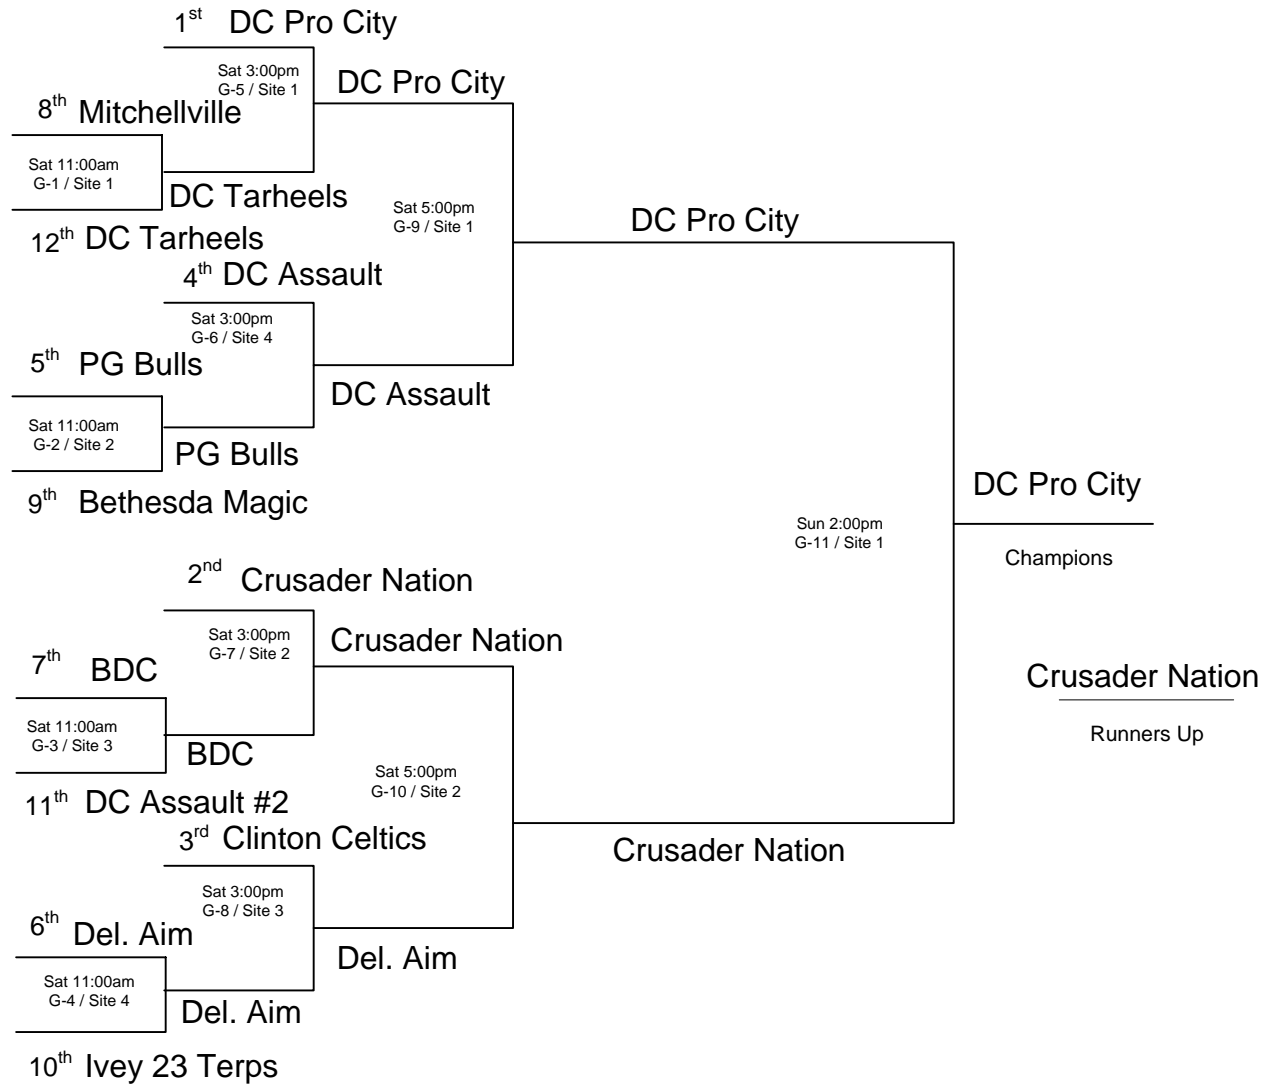 1st DC Pro City
Sat 3:00pm
G-5 / Site 1
DC Pro City
8th Mitchellville
Sat 11:00am
G-1 / Site 1
DC Tarheels
12th DC Tarheels
Sat 5:00pm
G-9 / Site 1
DC Pro City
4th DC Assault
Sat 3:00pm
G-6 / Site 4
5th PG Bulls
DC Assault
Sat 11:00am
G-2 / Site 2
PG Bulls
9th Bethesda Magic
DC Pro City
Sun 2:00pm
G-11 / Site 1
Champions
2nd Crusader Nation
Sat 3:00pm
G-7 / Site 2
Crusader Nation
7th BDC
Crusader Nation
Runners Up
Sat 11:00am
G-3 / Site 3
BDC
Sat 5:00pm
G-10 / Site 2
11th DC Assault #2
3rd Clinton Celtics
Crusader Nation
Sat 3:00pm
G-8 / Site 3
6th Del. Aim
Del. Aim
Sat 11:00am
G-4 / Site 4
Del. Aim
10th Ivey 23 Terps